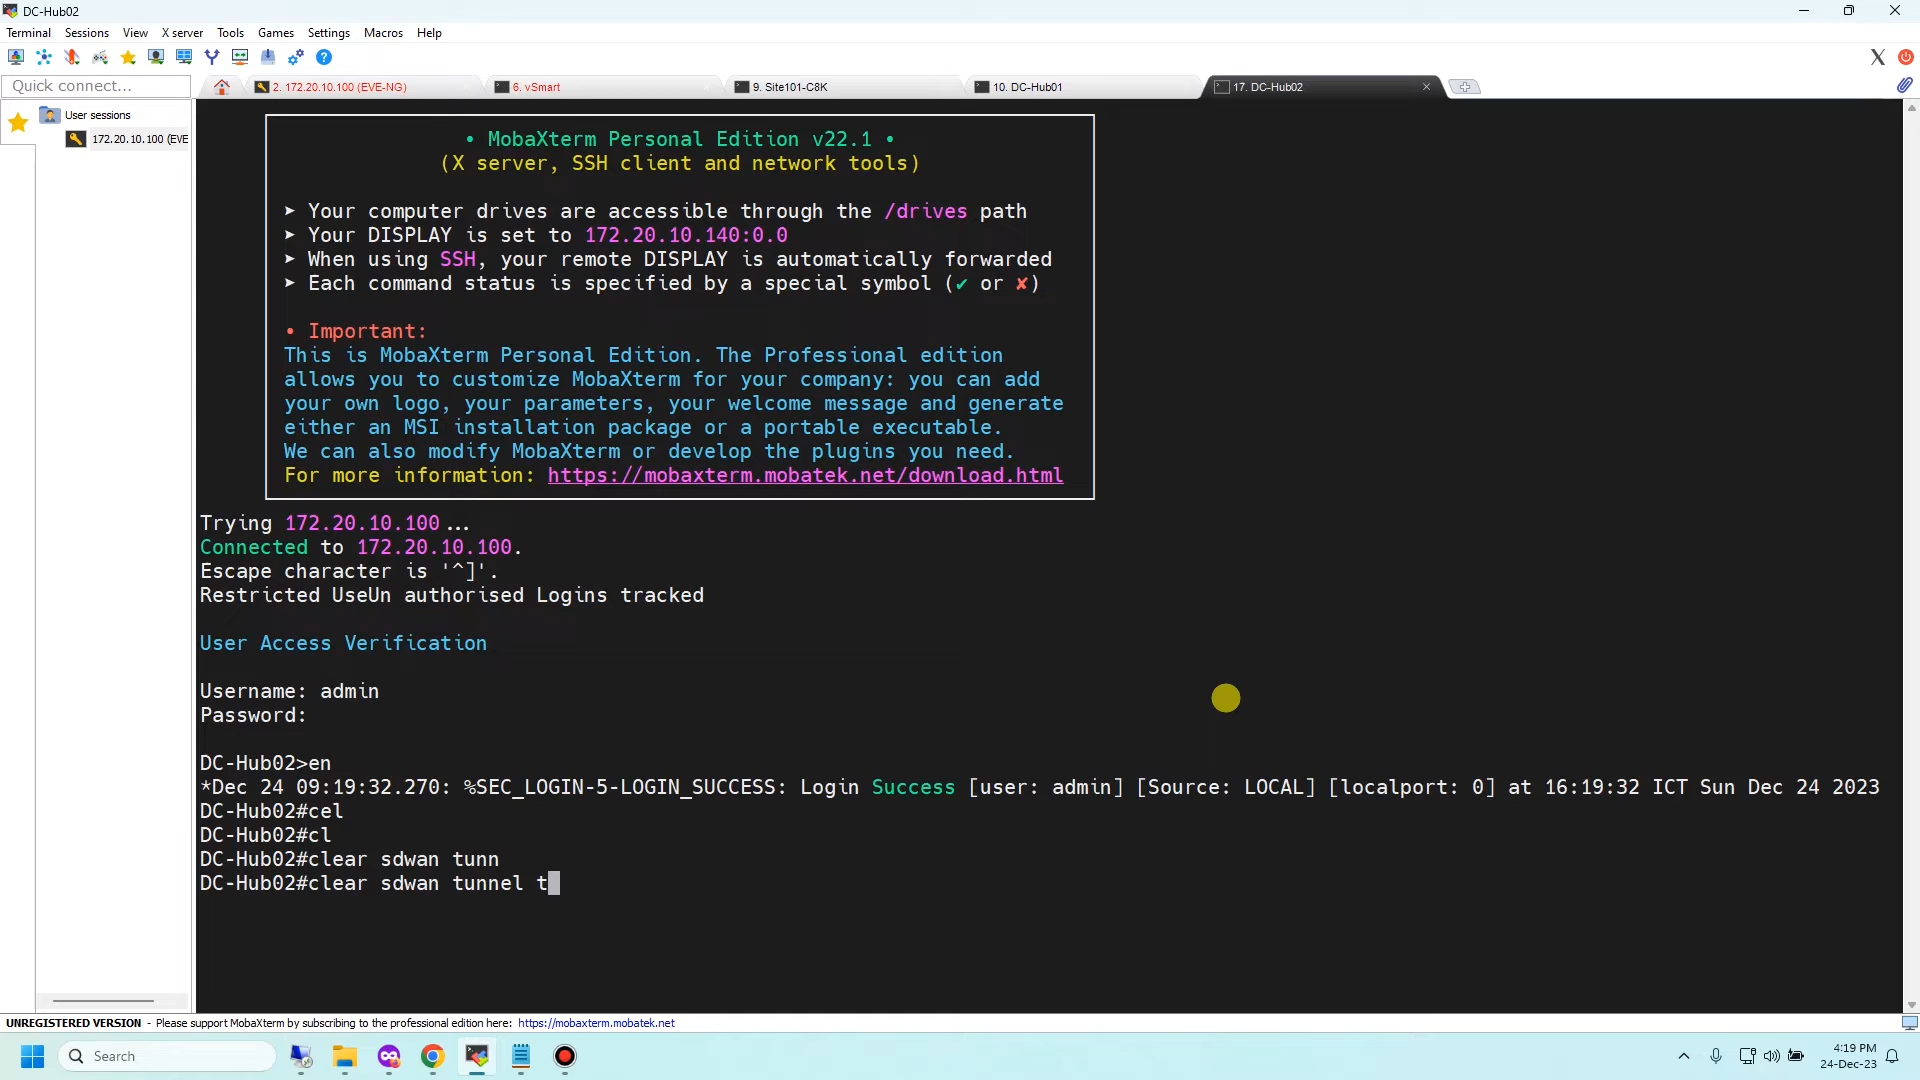 DC-Hub02
Terminal Sessions View X server Tools Games Settings Macros Help
Quick connect...
2. 172.20.10.100 (EVE-NG)
6. vSmart
9. Site101-C8K
10. DC-Hub01
17. DC-Hub02
User sessions
172.20.10.100 (EVE
• MobaXterm Personal Edition v22.1 •
(X server, SSH client and network tools)
➤ Your computer drives are accessible through the /drives path
➤ Your DISPLAY is set to 172.20.10.140:0.0
➤ When using SSH, your remote DISPLAY is automatically forwarded
➤ Each command status is specified by a special symbol (✔ or ✘)
• Important:
This is MobaXterm Personal Edition. The Professional edition
allows you to customize MobaXterm for your company: you can add
your own logo, your parameters, your welcome message and generate
either an MSI installation package or a portable executable.
We can also modify MobaXterm or develop the plugins you need.
For more information: https://mobaxterm.mobatek.net/download.html
Trying 172.20.10.100...
Connected to 172.20.10.100.
Escape character is '^]'.
Restricted UseUn authorised Logins tracked
User Access Verification
Username: admin
Password:
DC-Hub02>en
*Dec 24 09:19:32.270: %SEC_LOGIN-5-LOGIN_SUCCESS: Login Success [user: admin] [Source: LOCAL] [localport: 0] at 16:19:32 ICT Sun Dec 24 2023
DC-Hub02#cel
DC-Hub02#cl
DC-Hub02#clear sdwan tunn
DC-Hub02#clear sdwan tunnel t
UNREGISTERED VERSION - Please support MobaXterm by subscribing to the professional edition here: https://mobaxterm.mobatek.net
Search
4:19 PM
24-Dec-23